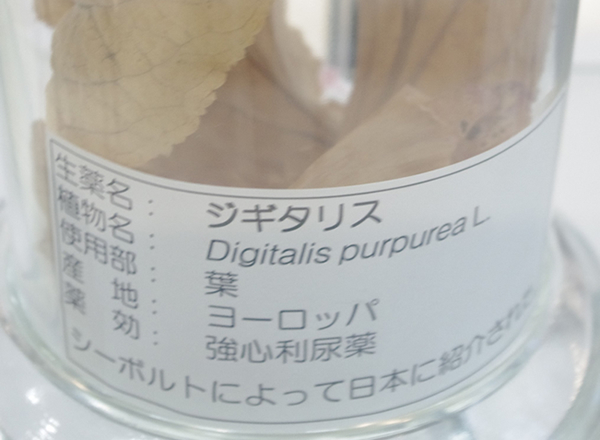 生薬名： ジギタリス
植物名： Digitalis purpurea L.
使用部： 葉
産 地： ヨーロッパ
薬 効： 強心利尿薬
シーボルトによって日本に紹介された